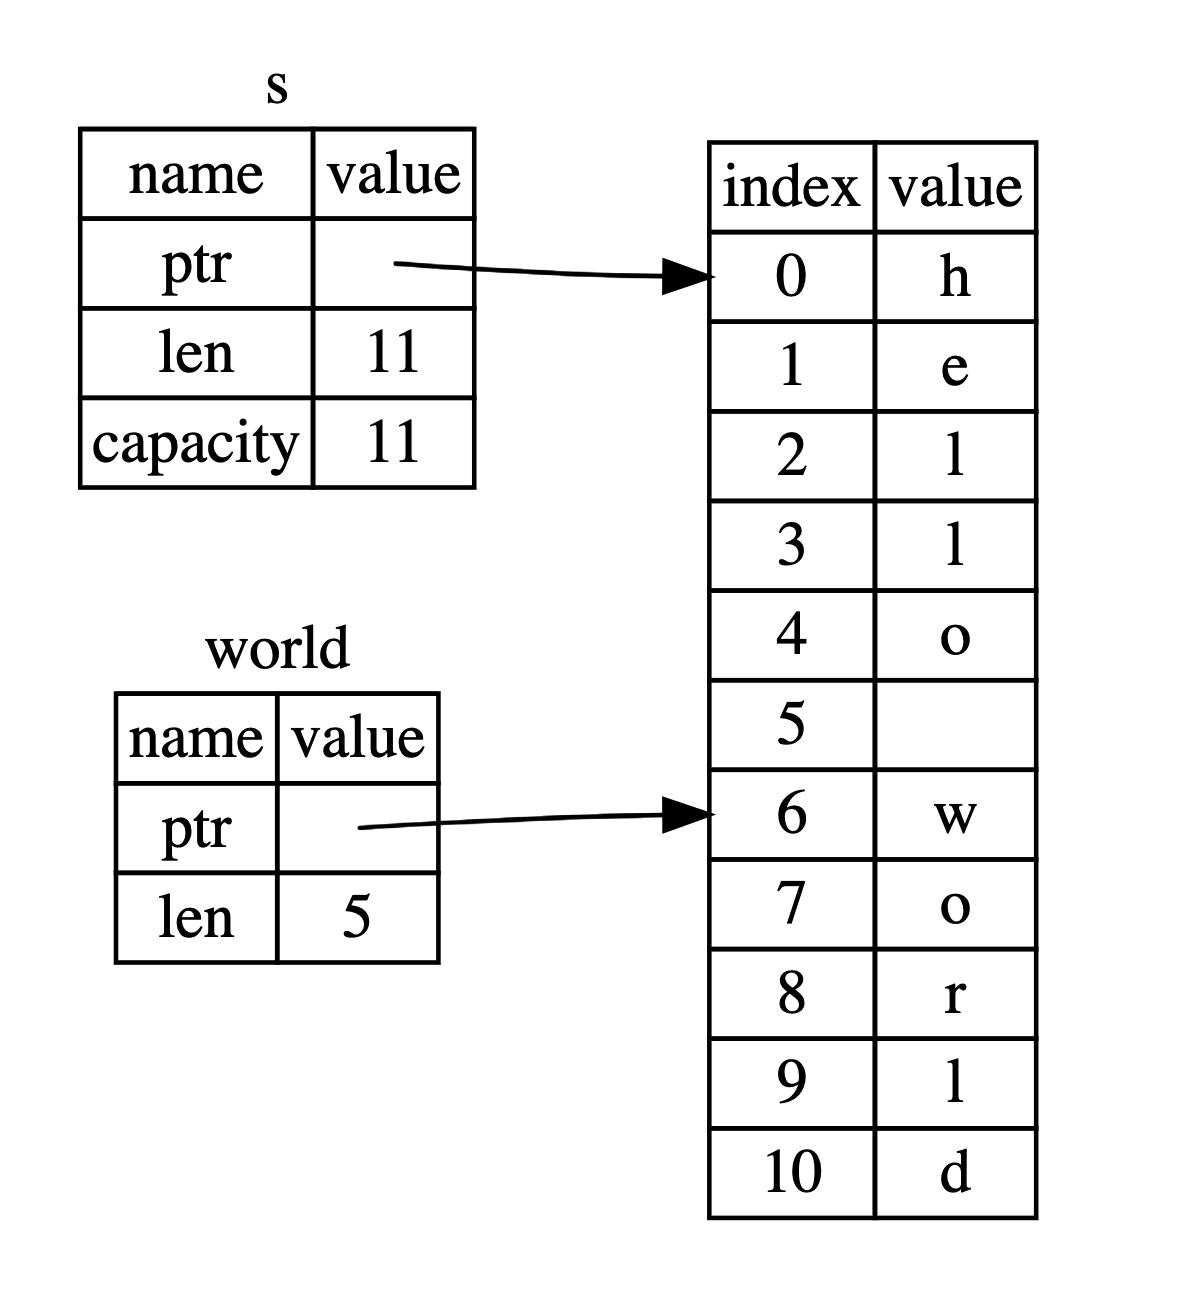 s
name value
ptr
len 11
capacity 11
world
name value
ptr
len 5
index value
0 h
1 e
2 l
3 l
4 o
5
6 w
7 o
8 r
9 l
10 d